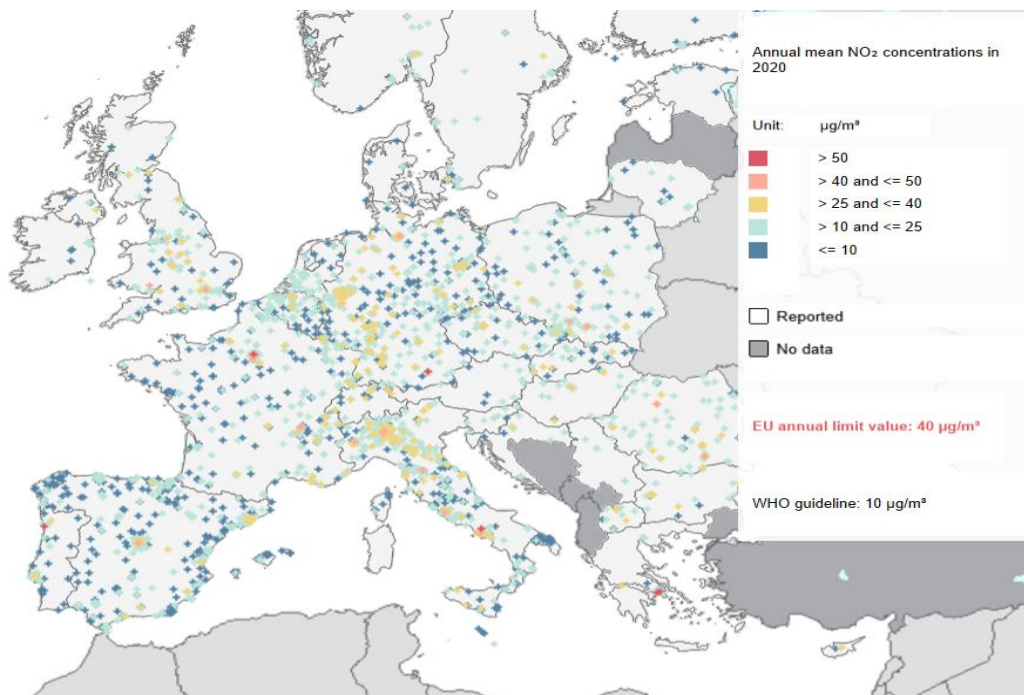 Annual mean NO₂ concentrations in
2020
Unit: µg/m³
> 50
> 40 and <= 50
> 25 and <= 40
> 10 and <= 25
<= 10
Reported
No data
EU annual limit value: 40 µg/m³
WHO guideline: 10 µg/m³